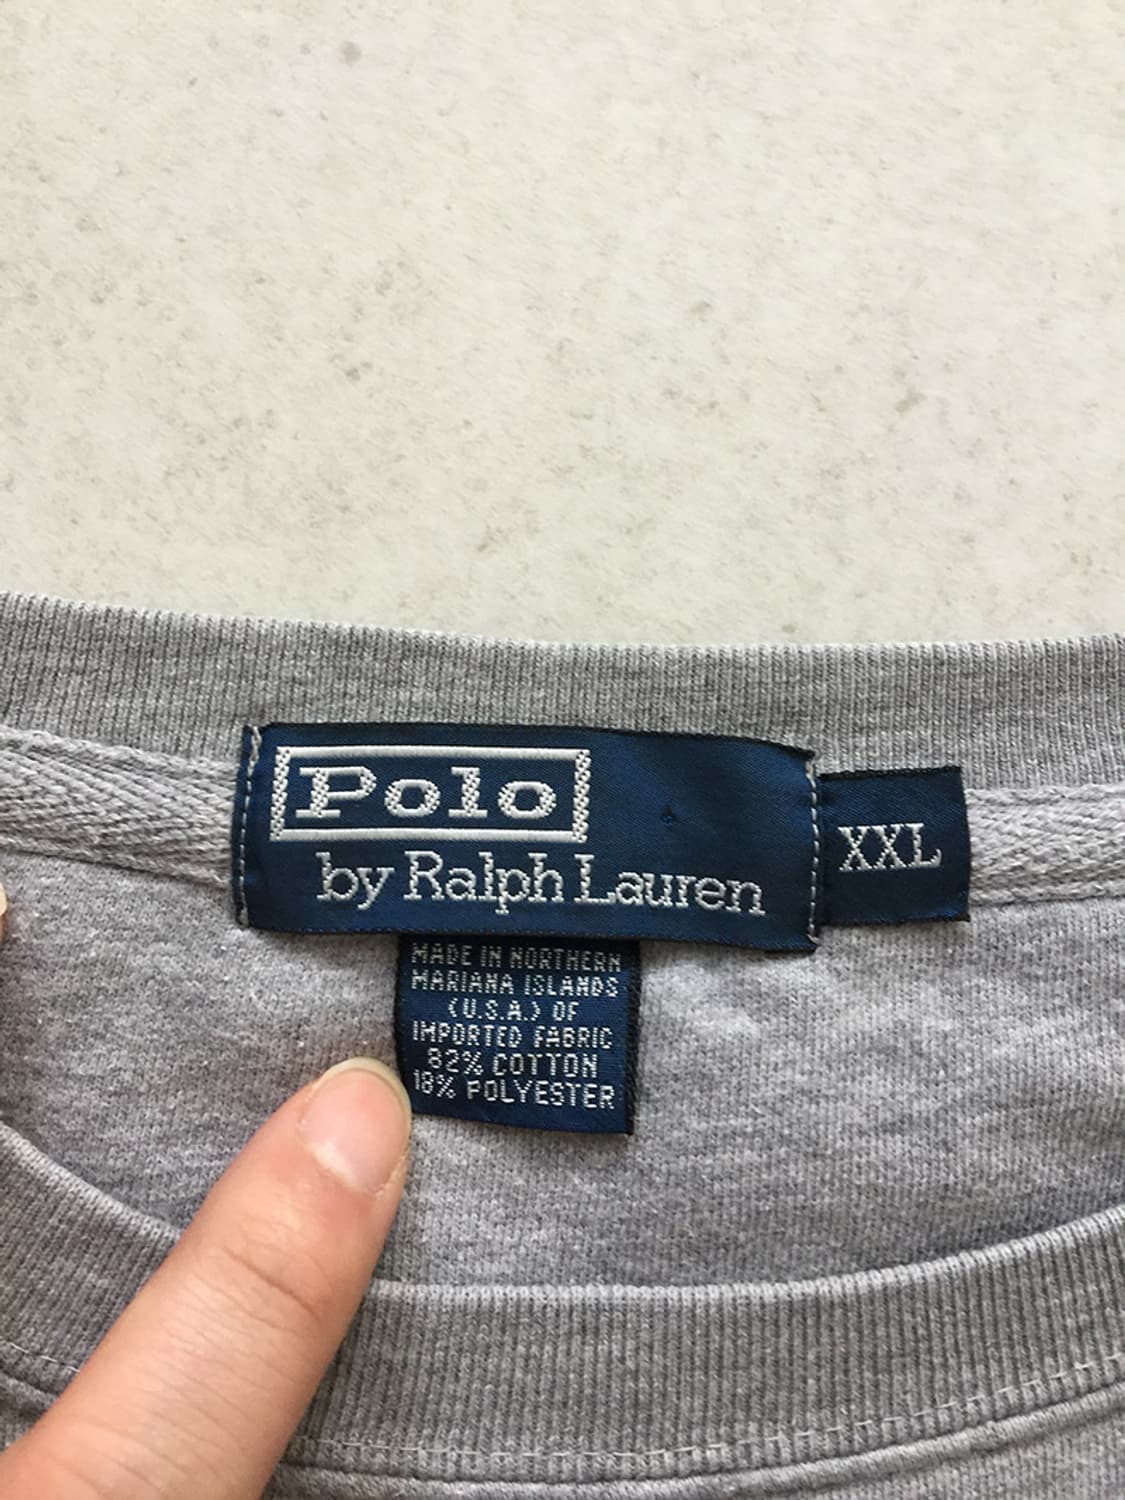 Polo
by Ralph Lauren
XXL
MADE IN NORTHERN
MARIANA ISLANDS
(U.S.A.) OF
IMPORTED FABRIC
82% COTTON
18% POLYESTER